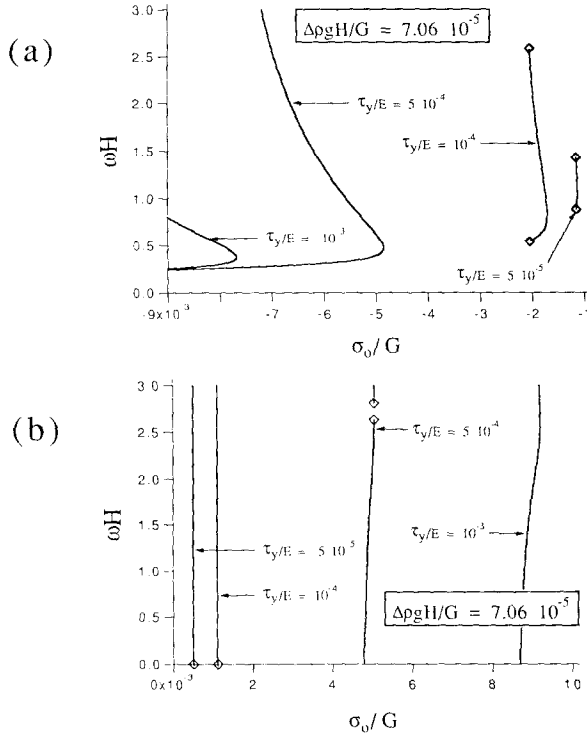 (a)
3.0
2.5
2.0
1.5
1.0
0.5
0.0
ωH
ΔρgH/G = 7.06 10⁻⁵
τy/E = 5 10⁻⁴
τy/E = 10⁻⁴
τy/E = 10⁻³
τy/E = 5 10⁻⁵
-9x10⁻³ -7 -6 -5 -4 -3 -2 -1
σo/G
(b)
3.0
2.5
2.0
1.5
1.0
0.5
0.0
ωH
τy/E = 5 10⁻⁴
τy/E = 5 10⁻⁵
τy/E = 10⁻³
τy/E = 10⁻⁴
ΔρgH/G = 7.06 10⁻⁵
0x10⁻³ 2 4 6 8 10
σo/G